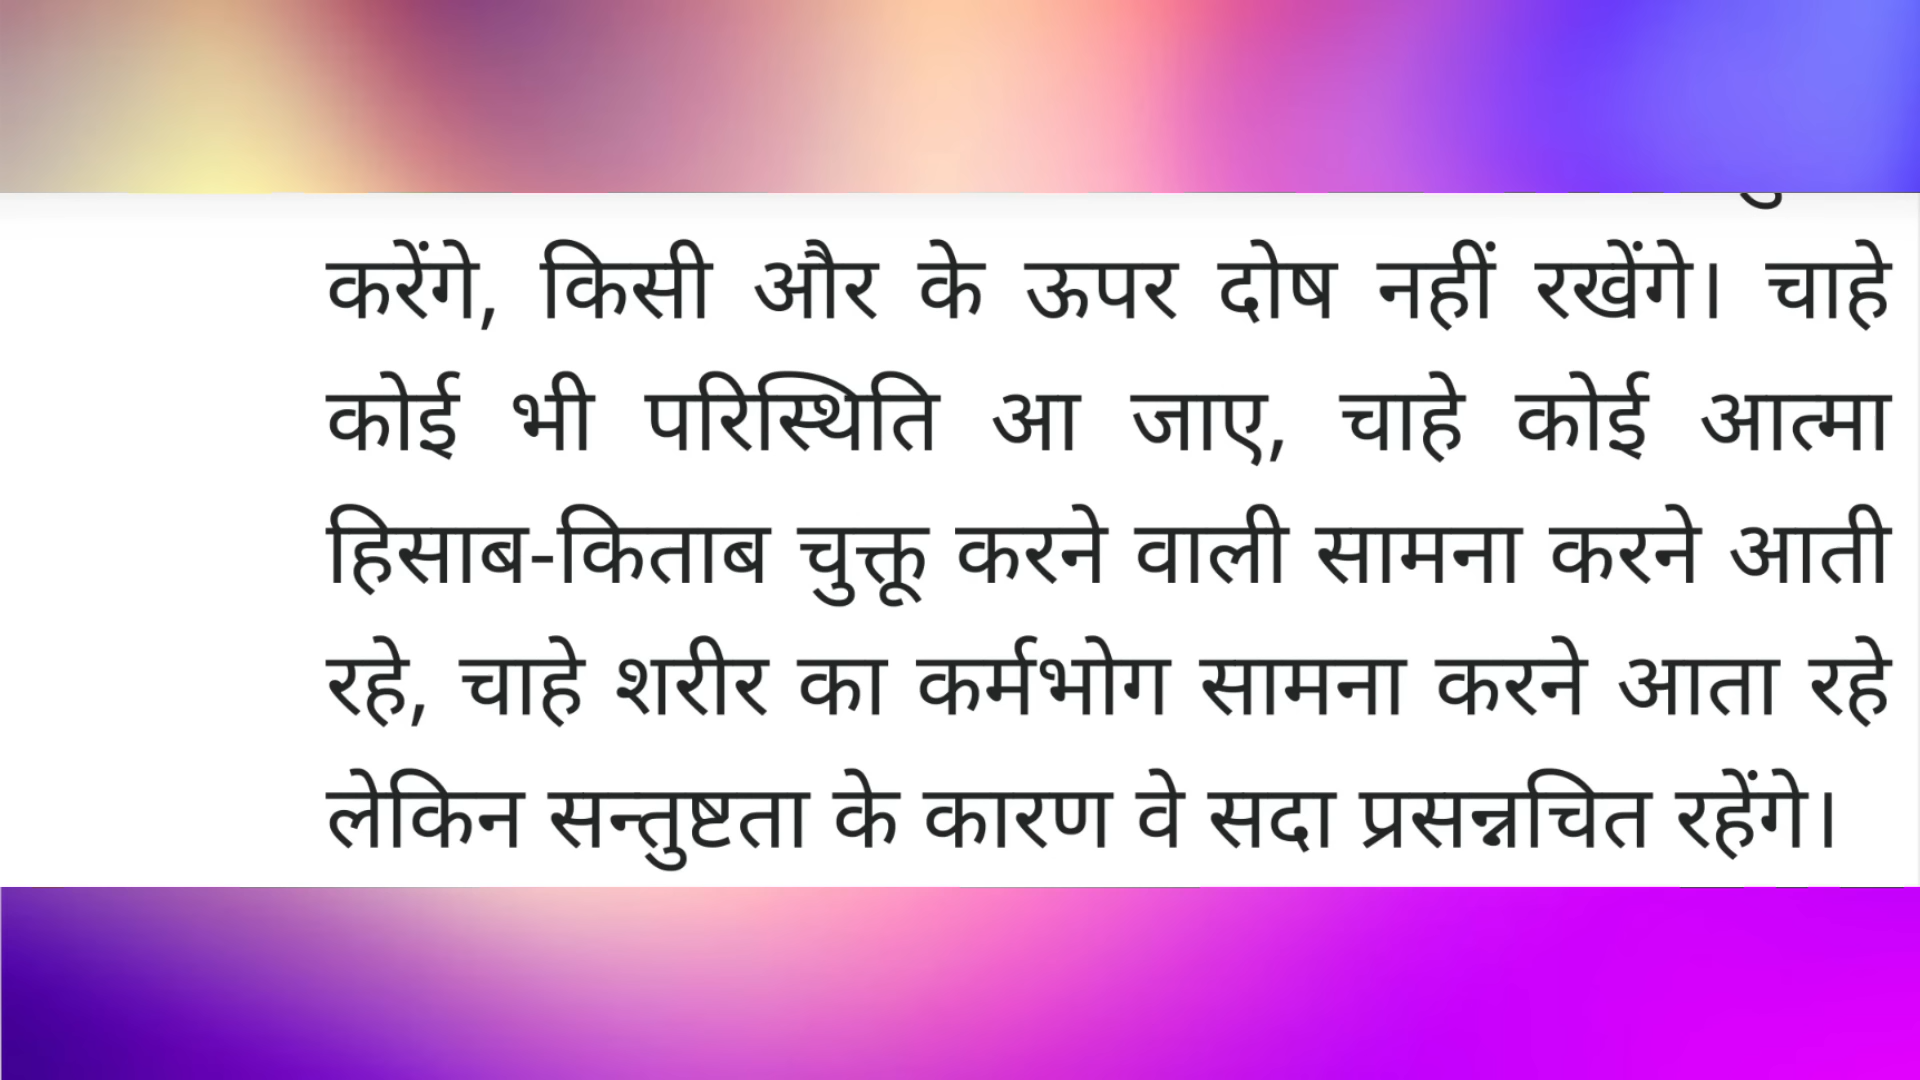 करेंगे, किसी और के ऊपर दोष नहीं रखेंगे। चाहे
कोई भी परिस्थिति आ जाए, चाहे कोई आत्मा
हिसाब-किताब चुक्तू करने वाली सामना करने आती
रहे, चाहे शरीर का कर्मभोग सामना करने आता रहे
लेकिन सन्तुष्टता के कारण वे सदा प्रसन्नचित रहेंगे।